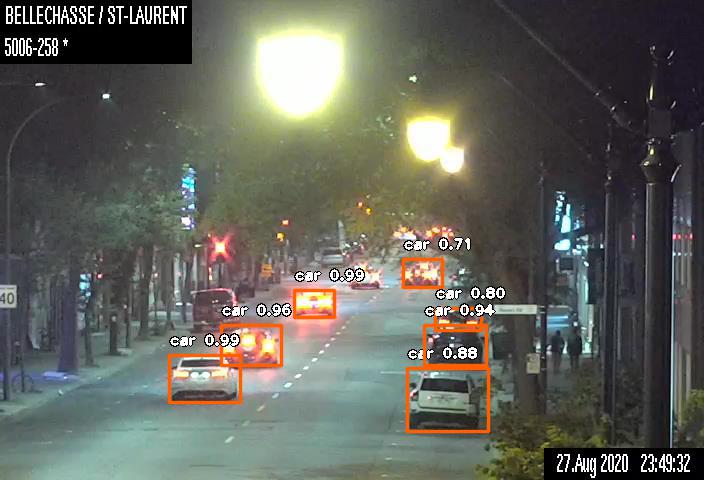 BELLECHASSE / ST-LAURENT
5006-258 *
car 0.71
car 0.99
car 0.80
car 0.96
car 0.94
car 0.99
car 0.88
40
27.Aug 2020 23:49:32